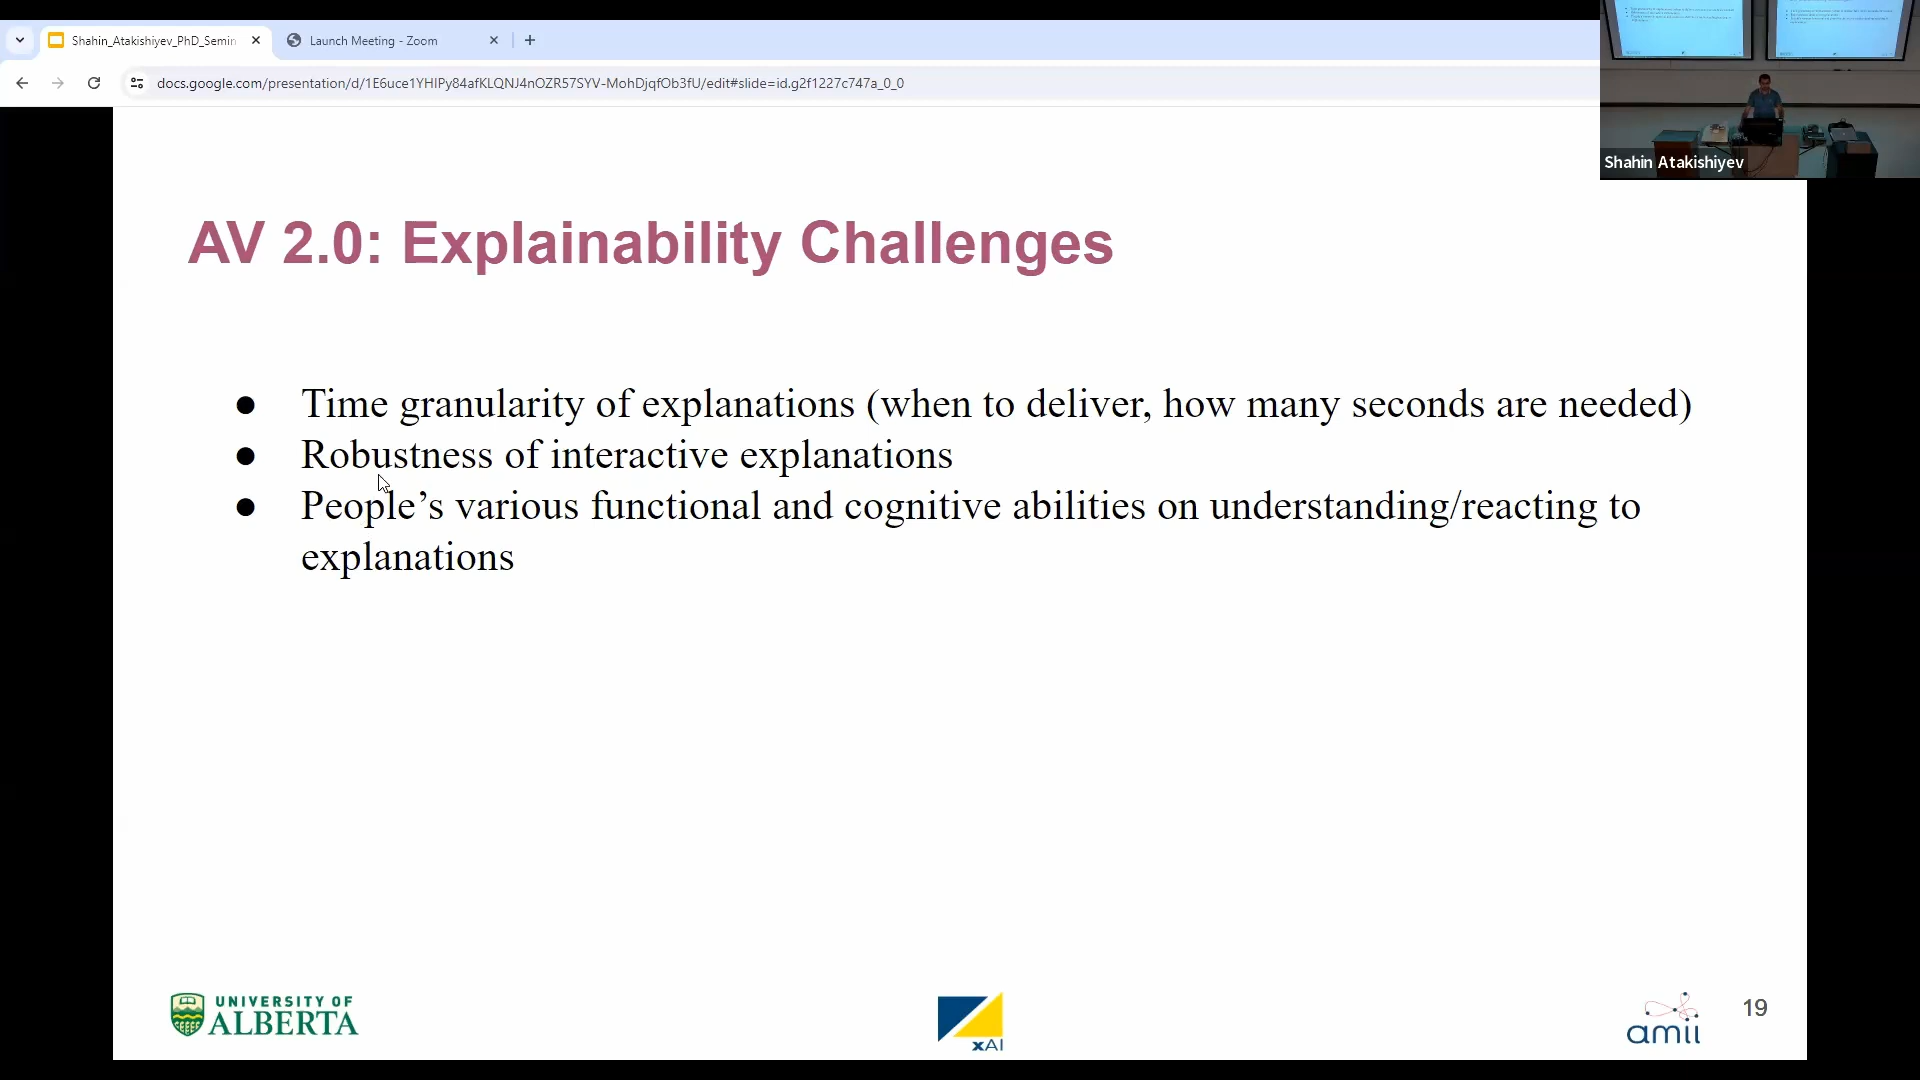 Shahin_Atakishiyev_PhD_Semin
Launch Meeting - Zoom
docs.google.com/presentation/d/1E6uce1YHIPy84afKLQNJ4nOZR57SYV-MohDjqfOb3fU/edit#slide=id.g2f1227c747a_0_0
Shahin Atakishiyev
AV 2.0: Explainability Challenges
● Time granularity of explanations (when to deliver, how many seconds are needed)
● Robustness of interactive explanations
● People’s various functional and cognitive abilities on understanding/reacting to
explanations
UNIVERSITY OF
ALBERTA
xAI
amii
19